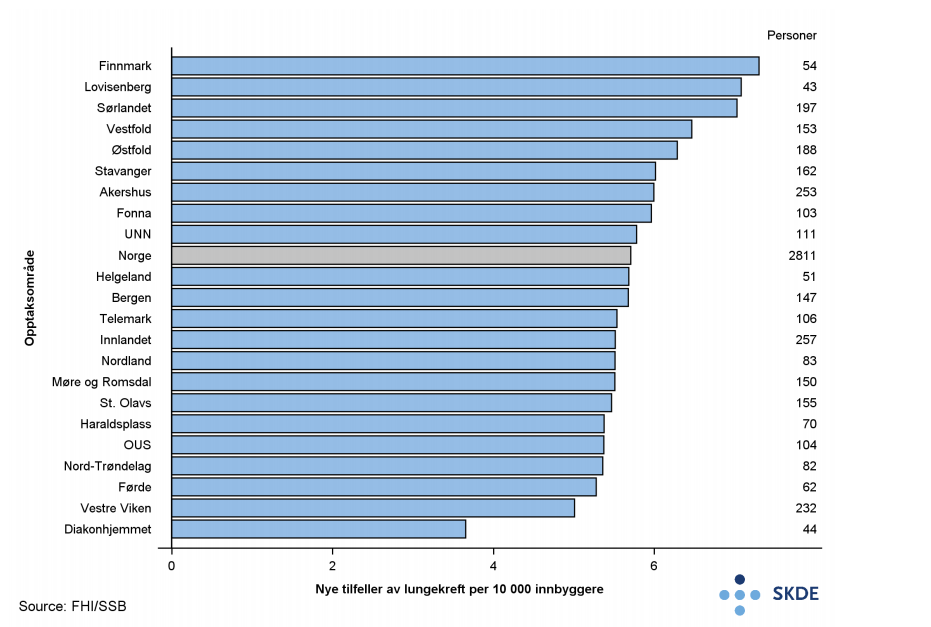 Personer
Finnmark 54
Lovisenberg 43
Sørlandet 197
Vestfold 153
Østfold 188
Stavanger 162
Akershus 253
Fonna 103
UNN 111
Norge 2811
Helgeland 51
Bergen 147
Telemark 106
Innlandet 257
Nordland 83
Møre og Romsdal 150
St. Olavs 155
Haraldsplass 70
OUS 104
Nord-Trøndelag 82
Førde 62
Vestre Viken 232
Diakonhjemmet 44
Opptaksområde
0 2 4 6
Nye tilfeller av lungekreft per 10 000 innbyggere
SKDE
Source: FHI/SSB